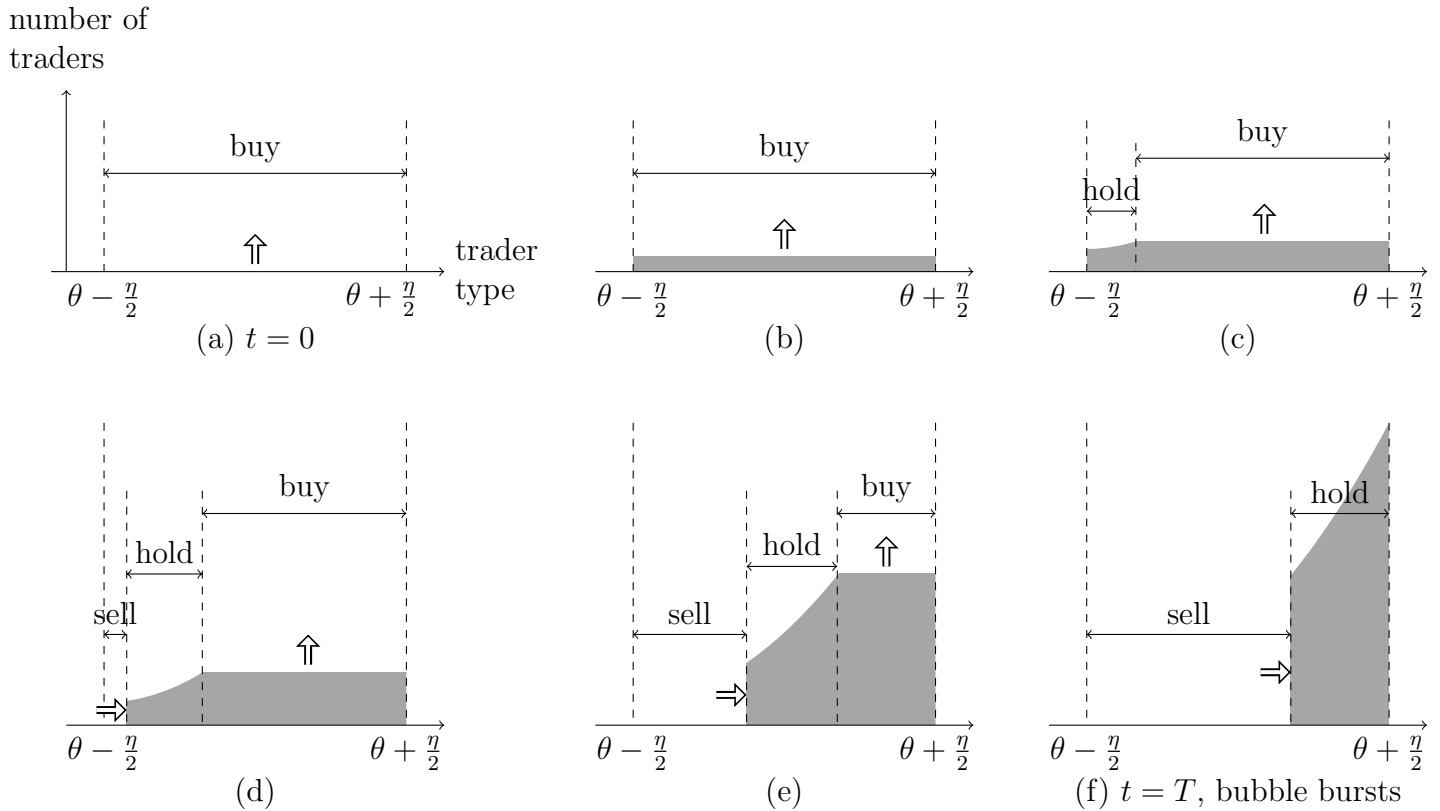 number of
traders
buy
trader
type
θ − η/2
θ + η/2
(a) t = 0
buy
θ − η/2
θ + η/2
(b)
buy
hold
θ − η/2
θ + η/2
(c)
buy
hold
sell
θ − η/2
θ + η/2
(d)
buy
hold
sell
θ − η/2
θ + η/2
(e)
hold
sell
θ − η/2
θ + η/2
(f) t = T, bubble bursts